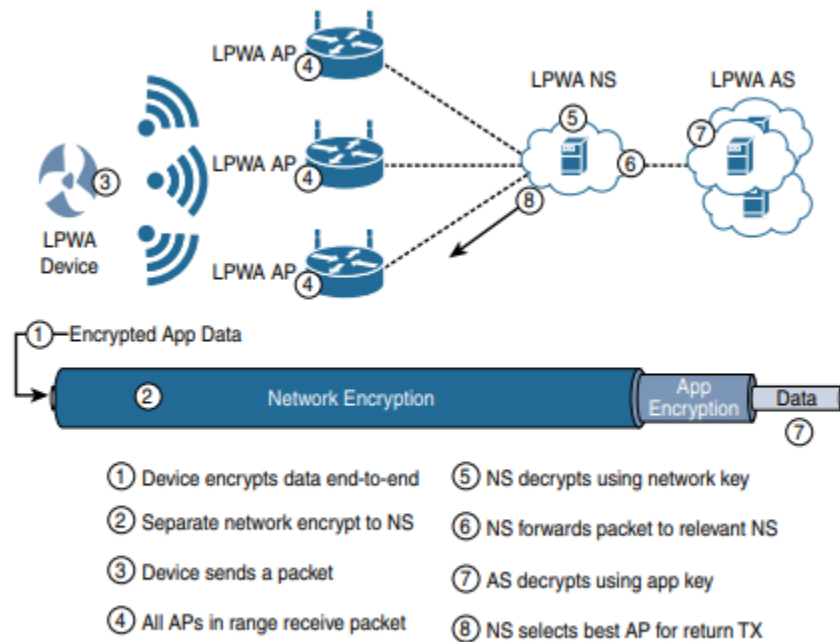 LPWA AP
4
LPWA NS
LPWA AS
5
7
LPWA AP
3
4
6
8
LPWA
Device
LPWA AP
4
1 Encrypted App Data
2 Network Encryption
App
Encryption
Data
7
1 Device encrypts data end-to-end
2 Separate network encrypt to NS
3 Device sends a packet
4 All APs in range receive packet
5 NS decrypts using network key
6 NS forwards packet to relevant NS
7 AS decrypts using app key
8 NS selects best AP for return TX